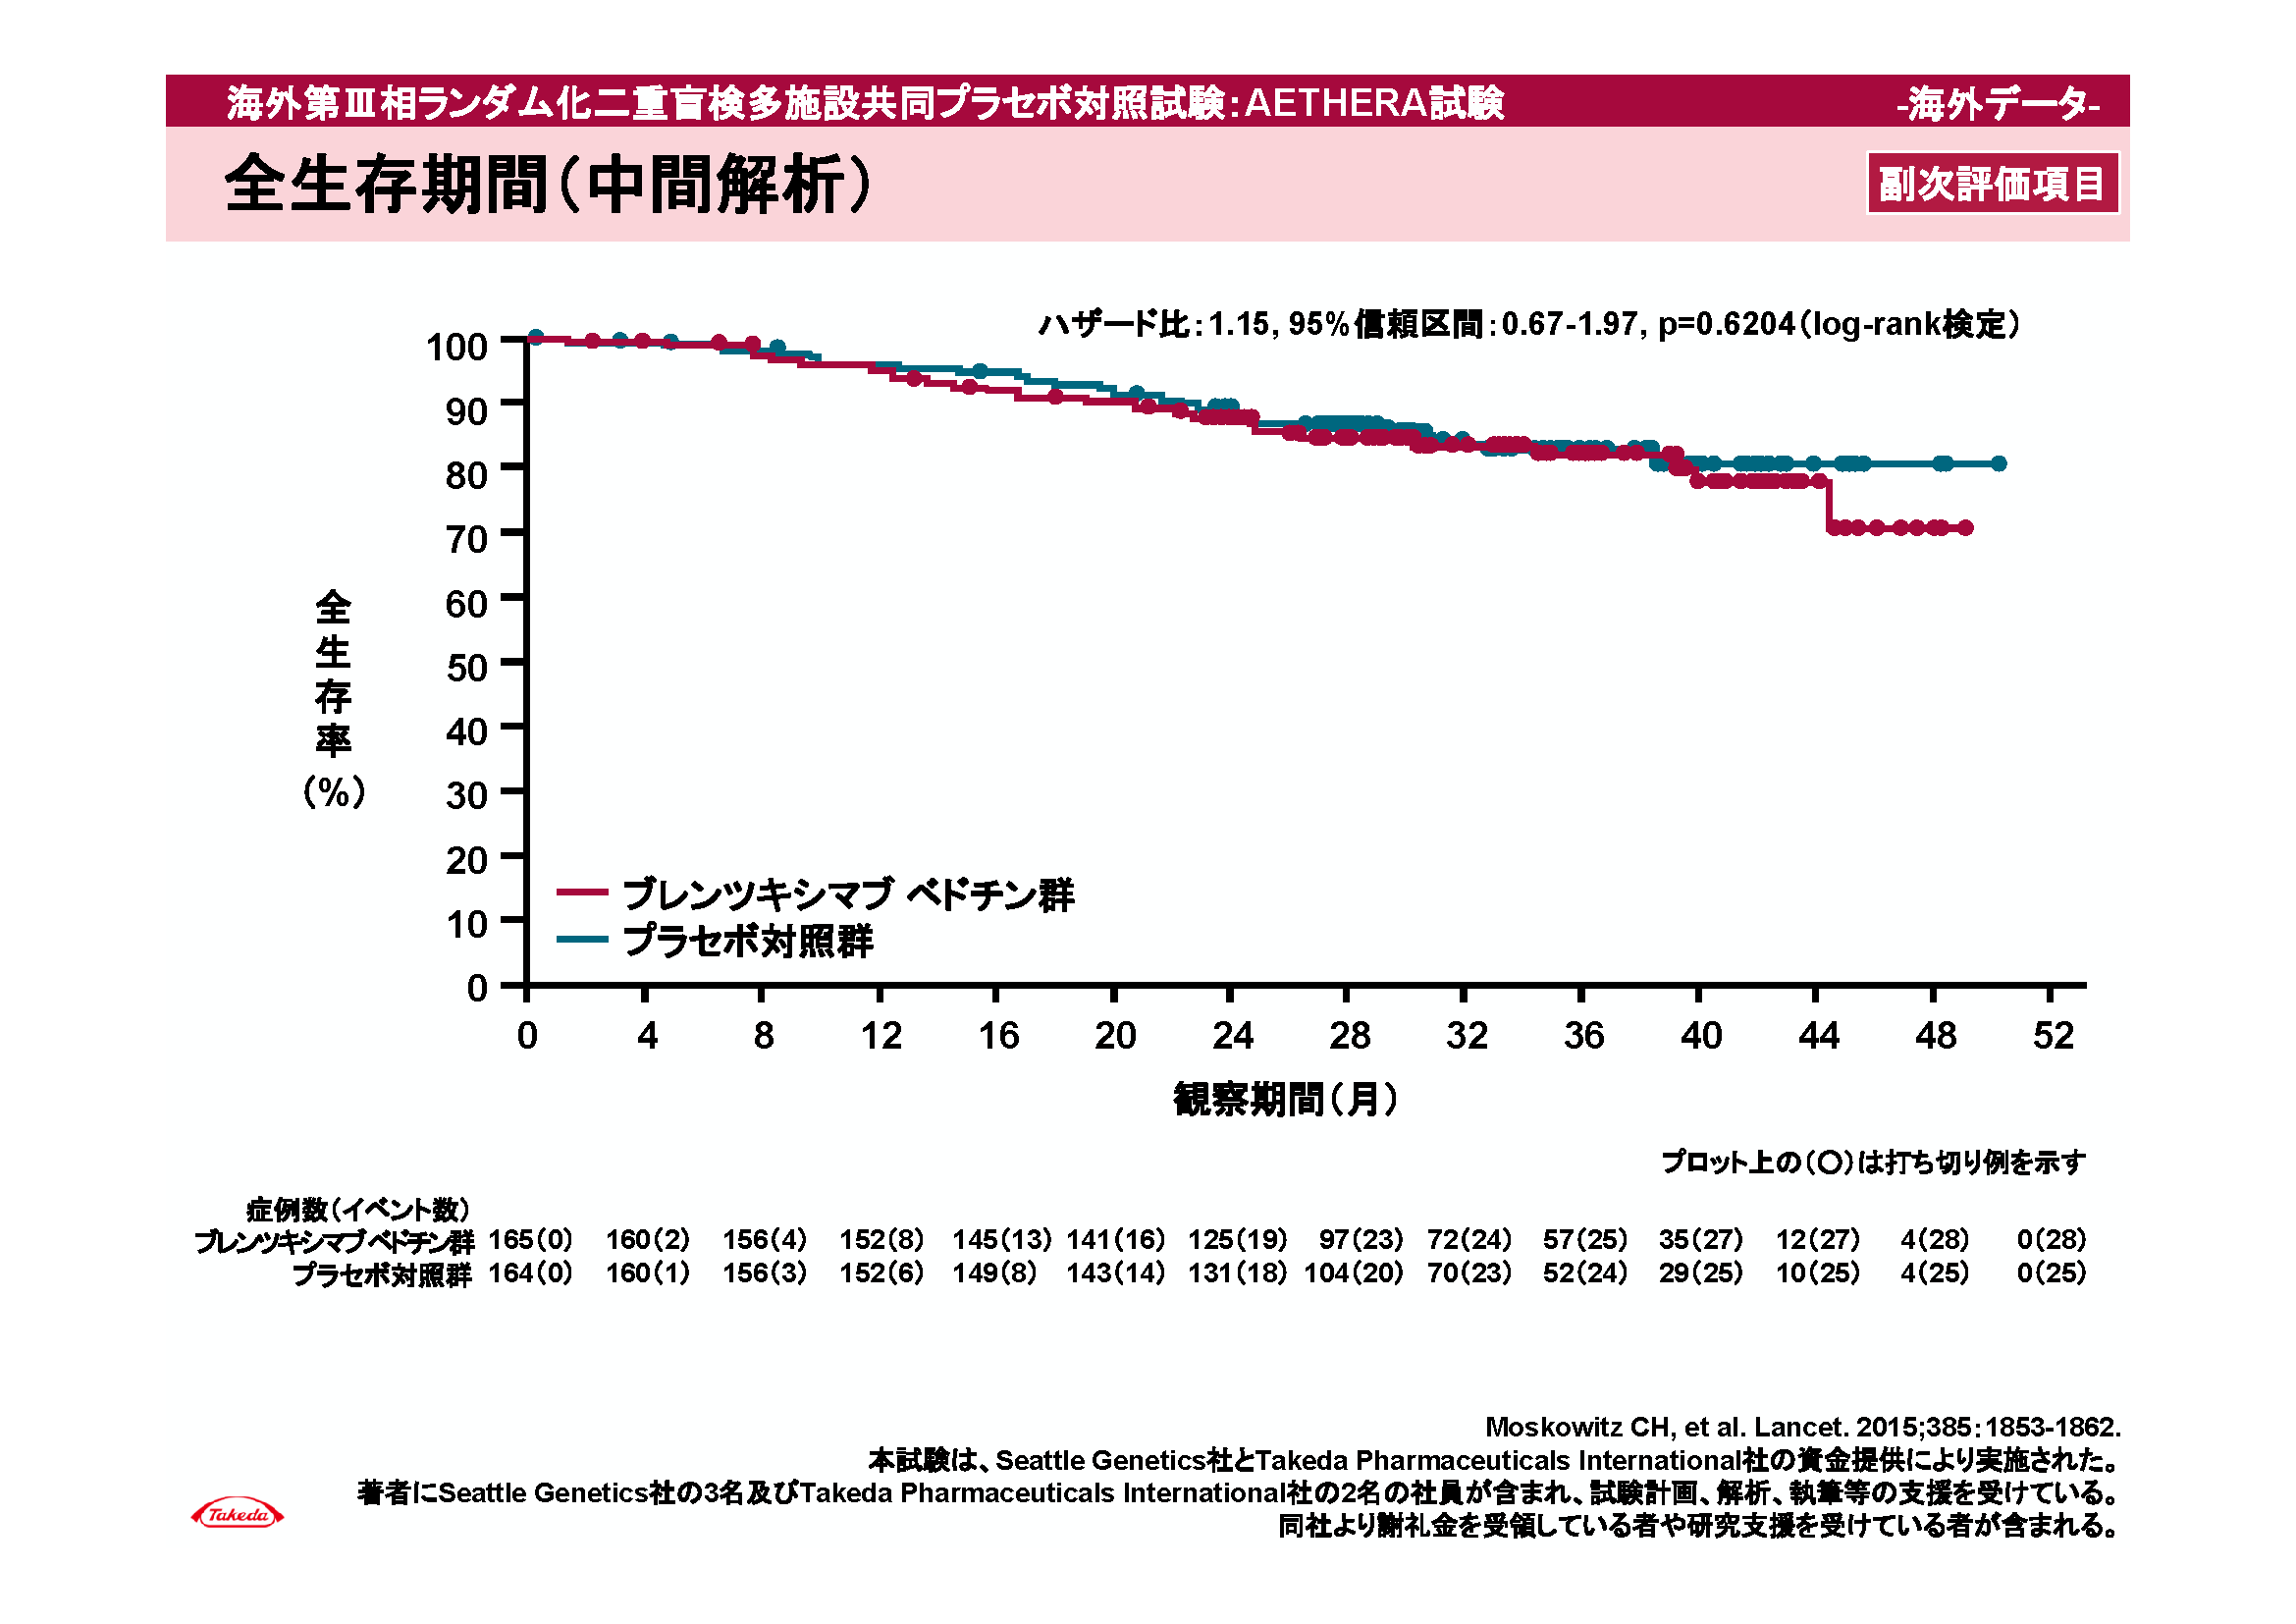 海外第Ⅲ相ランダム化二重盲検多施設共同プラセボ対照試験：AETHERA試験 -海外データ-
全生存期間（中間解析） 副次評価項目
ハザード比：1.15, 95%信頼区間：0.67-1.97, p=0.6204（log-rank検定）
100
90
80
70
60
50
40
30
20
10
0
全生存率（%）
ブレンツキシマブ ベドチン群
プラセボ対照群
0 4 8 12 16 20 24 28 32 36 40 44 48 52
観察期間（月）
プロット上の（○）は打ち切り例を示す
症例数（イベント数）
ブレンツキシマブ ベドチン群 165（0） 160（2） 156（4） 152（8） 145（13） 141（16） 125（19） 97（23） 72（24） 57（25） 35（27） 12（27） 4（28） 0（28）
プラセボ対照群 164（0） 160（1） 156（3） 152（6） 149（8） 143（14） 131（18） 104（20） 70（23） 52（24） 29（25） 10（25） 4（25） 0（25）
Moskowitz CH, et al. Lancet. 2015;385：1853-1862.
本試験は、Seattle Genetics社とTakeda Pharmaceuticals International社の資金提供により実施された。
著者にSeattle Genetics社の3名及びTakeda Pharmaceuticals International社の2名の社員が含まれ、試験計画、解析、執筆等の支援を受けている。
同社より謝礼金を受領している者や研究支援を受けている者が含まれる。
Takeda